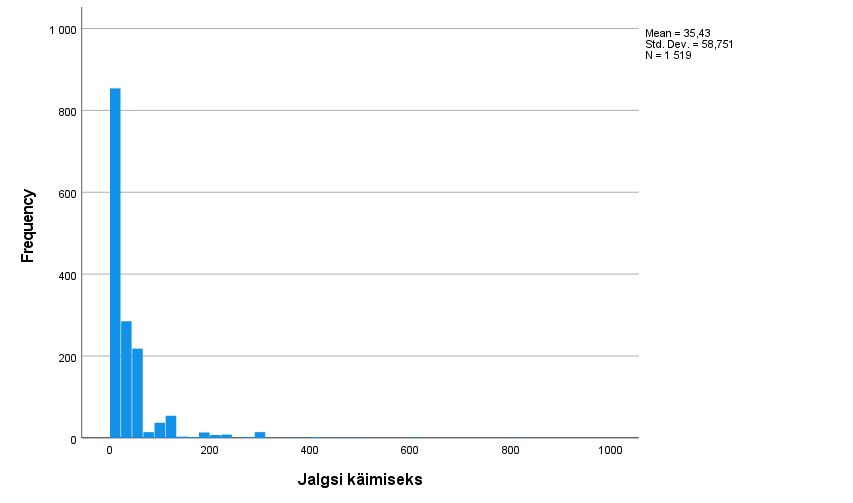 1 000
800
600
400
200
0
Frequency
0 200 400 600 800 1000
Jalgsi käimiseks
Mean = 35,43
Std. Dev. = 58,751
N = 1 519